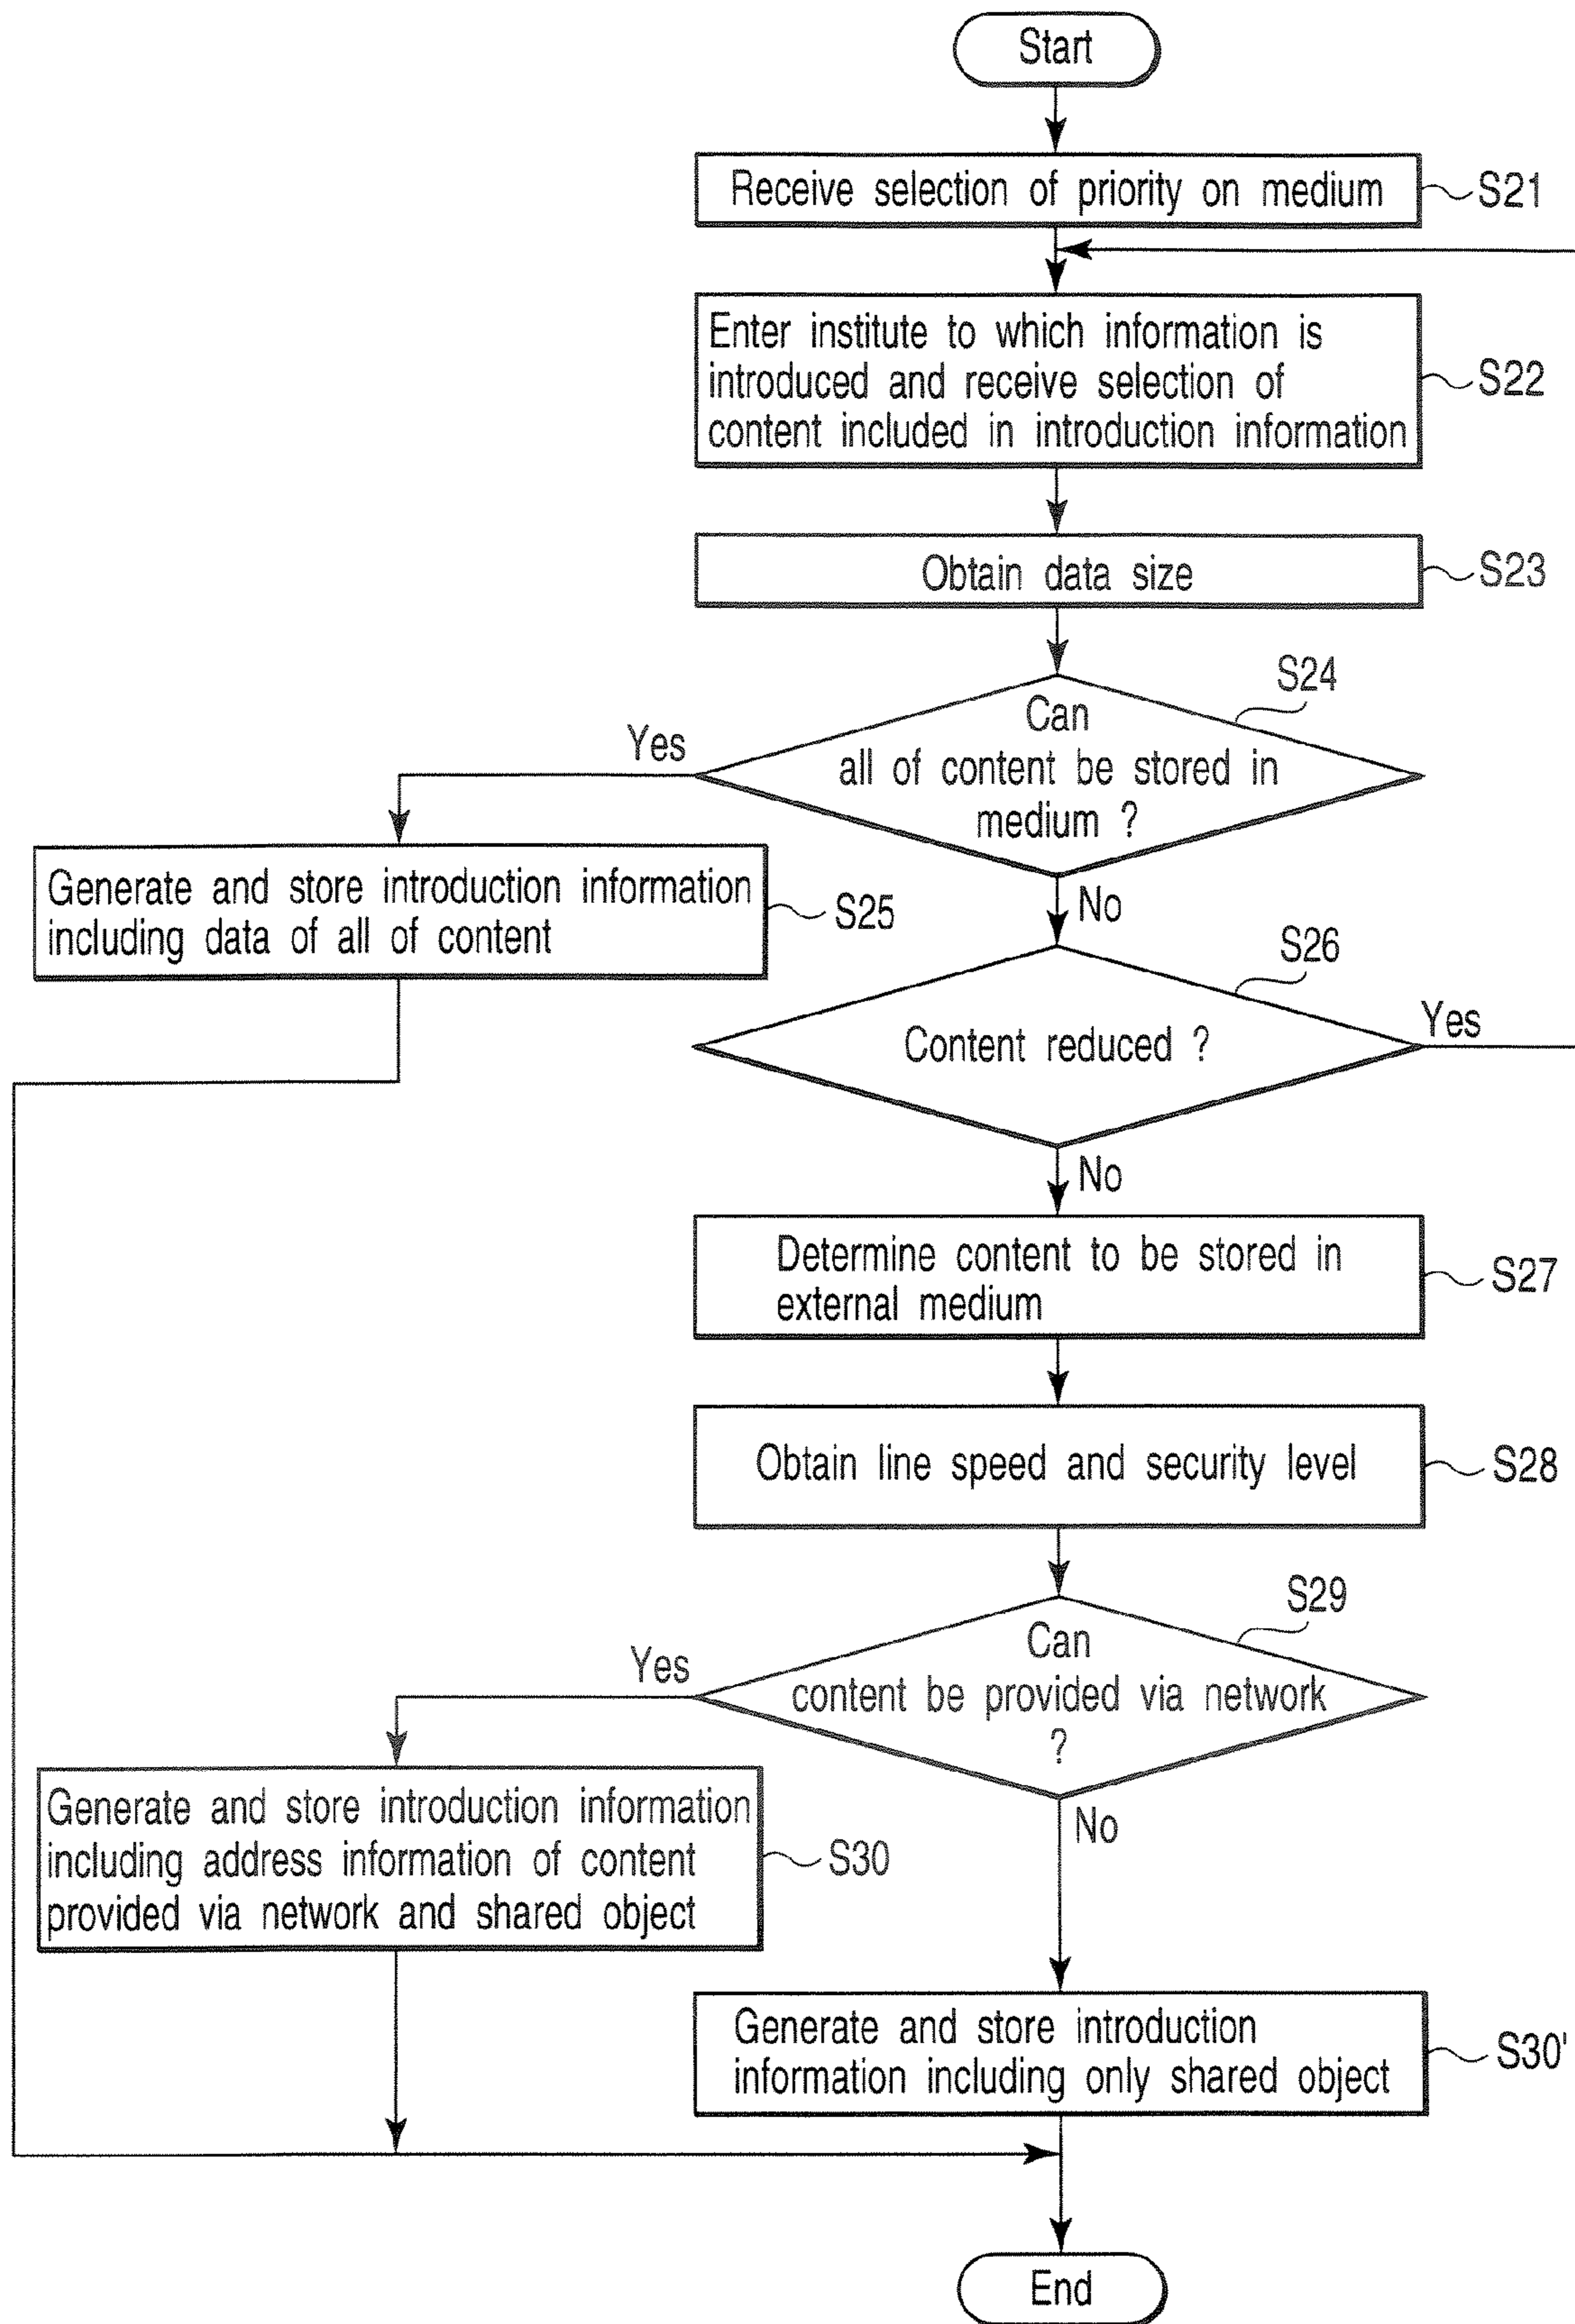 Start
Receive selection of priority on medium
S21
Enter institute to which information is
introduced and receive selection of
content included in introduction information
S22
Obtain data size
S23
S24
Can
all of content be stored in
medium ?
Yes
No
Generate and store introduction information
including data of all of content
S25
S26
Content reduced ?
Yes
No
Determine content to be stored in
external medium
S27
Obtain line speed and security level
S28
S29
Can
content be provided via network
?
Yes
No
Generate and store introduction information
including address information of content
provided via network and shared object
S30
Generate and store introduction
information including only shared object
S30'
End